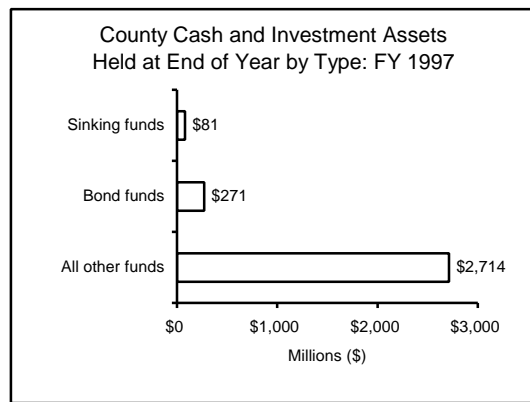 County Cash and Investment Assets
Held at End of Year by Type: FY 1997
Sinking funds
$81
Bond funds
$271
All other funds
$2,714
$0
$1,000
$2,000
$3,000
Millions ($)